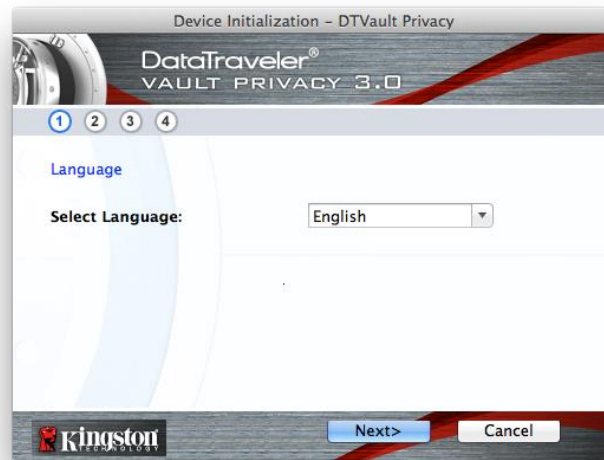 Device Initialization – DTVault Privacy
DataTraveler®
VAULT PRIVACY 3.0
1 2 3 4
Language
Select Language: English
Kingston
TECHNOLOGY
Next> Cancel